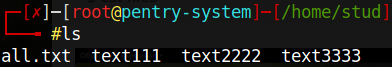 ┌─[✗]─[root@pentry-system]─[/home/stud]
└──╼ #ls
all.txt  text111  text2222  text3333